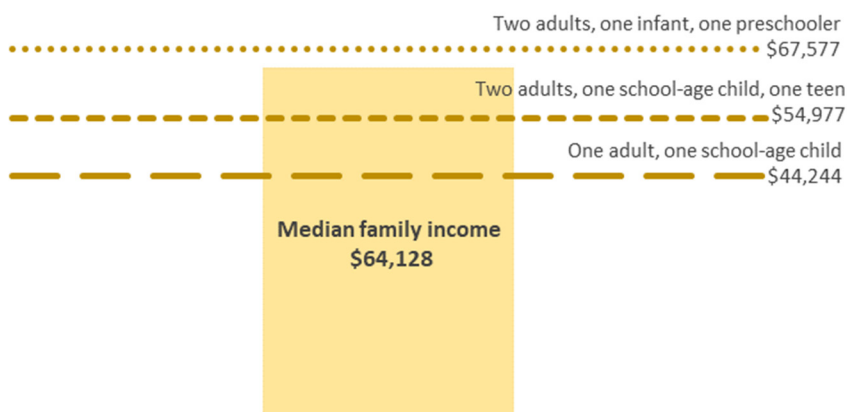 Two adults, one infant, one preschooler
$67,577
Two adults, one school-age child, one teen
$54,977
One adult, one school-age child
$44,244
Median family income
$64,128